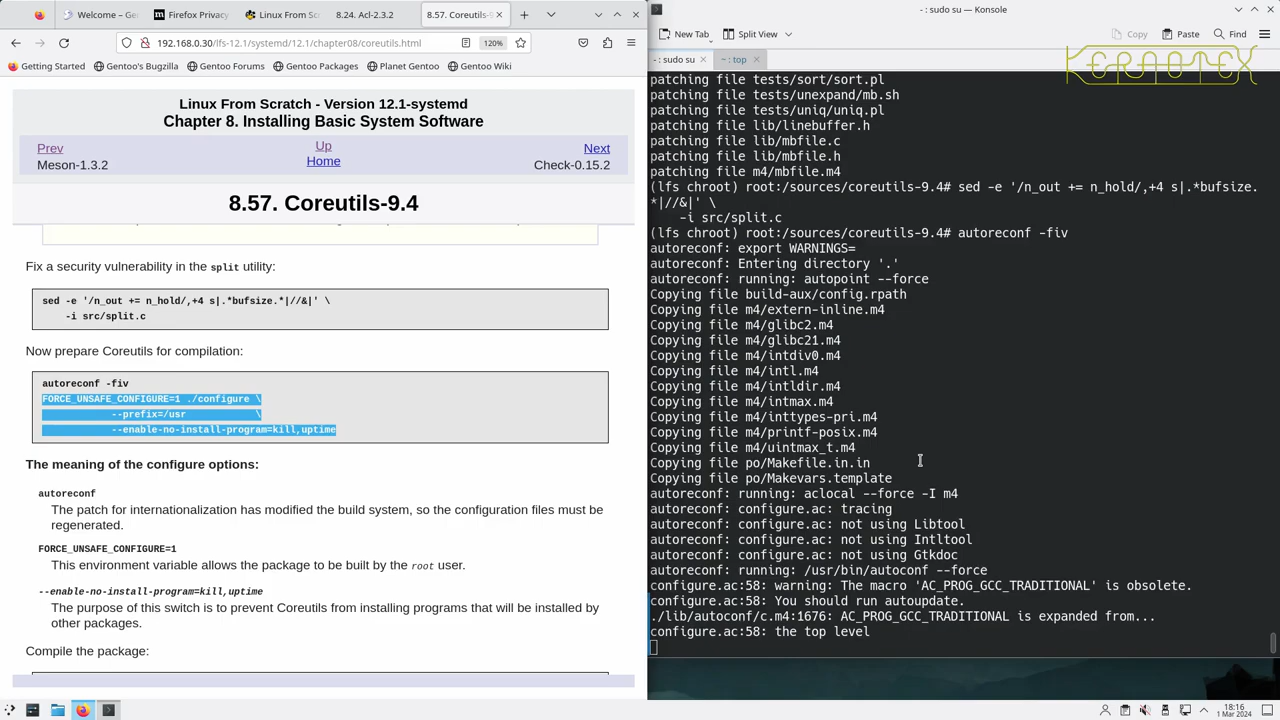 Welcome – Ge
Firefox Privacy
Linux From Scr
8.24. Acl-2.3.2
8.57. Coreutils-9
192.168.0.30/lfs-12.1/systemd/12.1/chapter08/coreutils.html
120%
Getting Started
Gentoo's Bugzilla
Gentoo Forums
Gentoo Packages
Planet Gentoo
Gentoo Wiki
Linux From Scratch - Version 12.1-systemd
Chapter 8. Installing Basic System Software
Prev
Up
Next
Meson-1.3.2
Home
Check-0.15.2
8.57. Coreutils-9.4
Fix a security vulnerability in the split utility:
sed -e '/n_out += n_hold/,+4 s|.*bufsize.*|//&|' \
-i src/split.c
Now prepare Coreutils for compilation:
autoreconf -fiv
FORCE_UNSAFE_CONFIGURE=1 ./configure \
--prefix=/usr \
--enable-no-install-program=kill,uptime
The meaning of the configure options:
autoreconf
The patch for internationalization has modified the build system, so the configuration files must be
regenerated.
FORCE_UNSAFE_CONFIGURE=1
This environment variable allows the package to be built by the root user.
--enable-no-install-program=kill,uptime
The purpose of this switch is to prevent Coreutils from installing programs that will be installed by
other packages.
Compile the package:
- : sudo su — Konsole
New Tab
Split View
Copy
Paste
Find
- : sudo su
~ : top
KERNOTEX
patching file tests/sort/sort.pl
patching file tests/unexpand/mb.sh
patching file tests/uniq/uniq.pl
patching file lib/linebuffer.h
patching file lib/mbfile.c
patching file lib/mbfile.h
patching file m4/mbfile.m4
(lfs chroot) root:/sources/coreutils-9.4# sed -e '/n_out += n_hold/,+4 s|.*bufsize.
*|//&|' \
-i src/split.c
(lfs chroot) root:/sources/coreutils-9.4# autoreconf -fiv
autoreconf: export WARNINGS=
autoreconf: Entering directory '.'
autoreconf: running: autopoint --force
Copying file build-aux/config.rpath
Copying file m4/extern-inline.m4
Copying file m4/glibc2.m4
Copying file m4/glibc21.m4
Copying file m4/intdiv0.m4
Copying file m4/intl.m4
Copying file m4/intldir.m4
Copying file m4/intmax.m4
Copying file m4/inttypes-pri.m4
Copying file m4/printf-posix.m4
Copying file m4/uintmax_t.m4
Copying file po/Makefile.in.in
Copying file po/Makevars.template
autoreconf: running: aclocal --force -I m4
autoreconf: configure.ac: tracing
autoreconf: configure.ac: not using Libtool
autoreconf: configure.ac: not using Intltool
autoreconf: configure.ac: not using Gtkdoc
autoreconf: running: /usr/bin/autoconf --force
configure.ac:58: warning: The macro 'AC_PROG_GCC_TRADITIONAL' is obsolete.
configure.ac:58: You should run autoupdate.
./lib/autoconf/c.m4:1676: AC_PROG_GCC_TRADITIONAL is expanded from...
configure.ac:58: the top level
18:16
1 Mar 2024